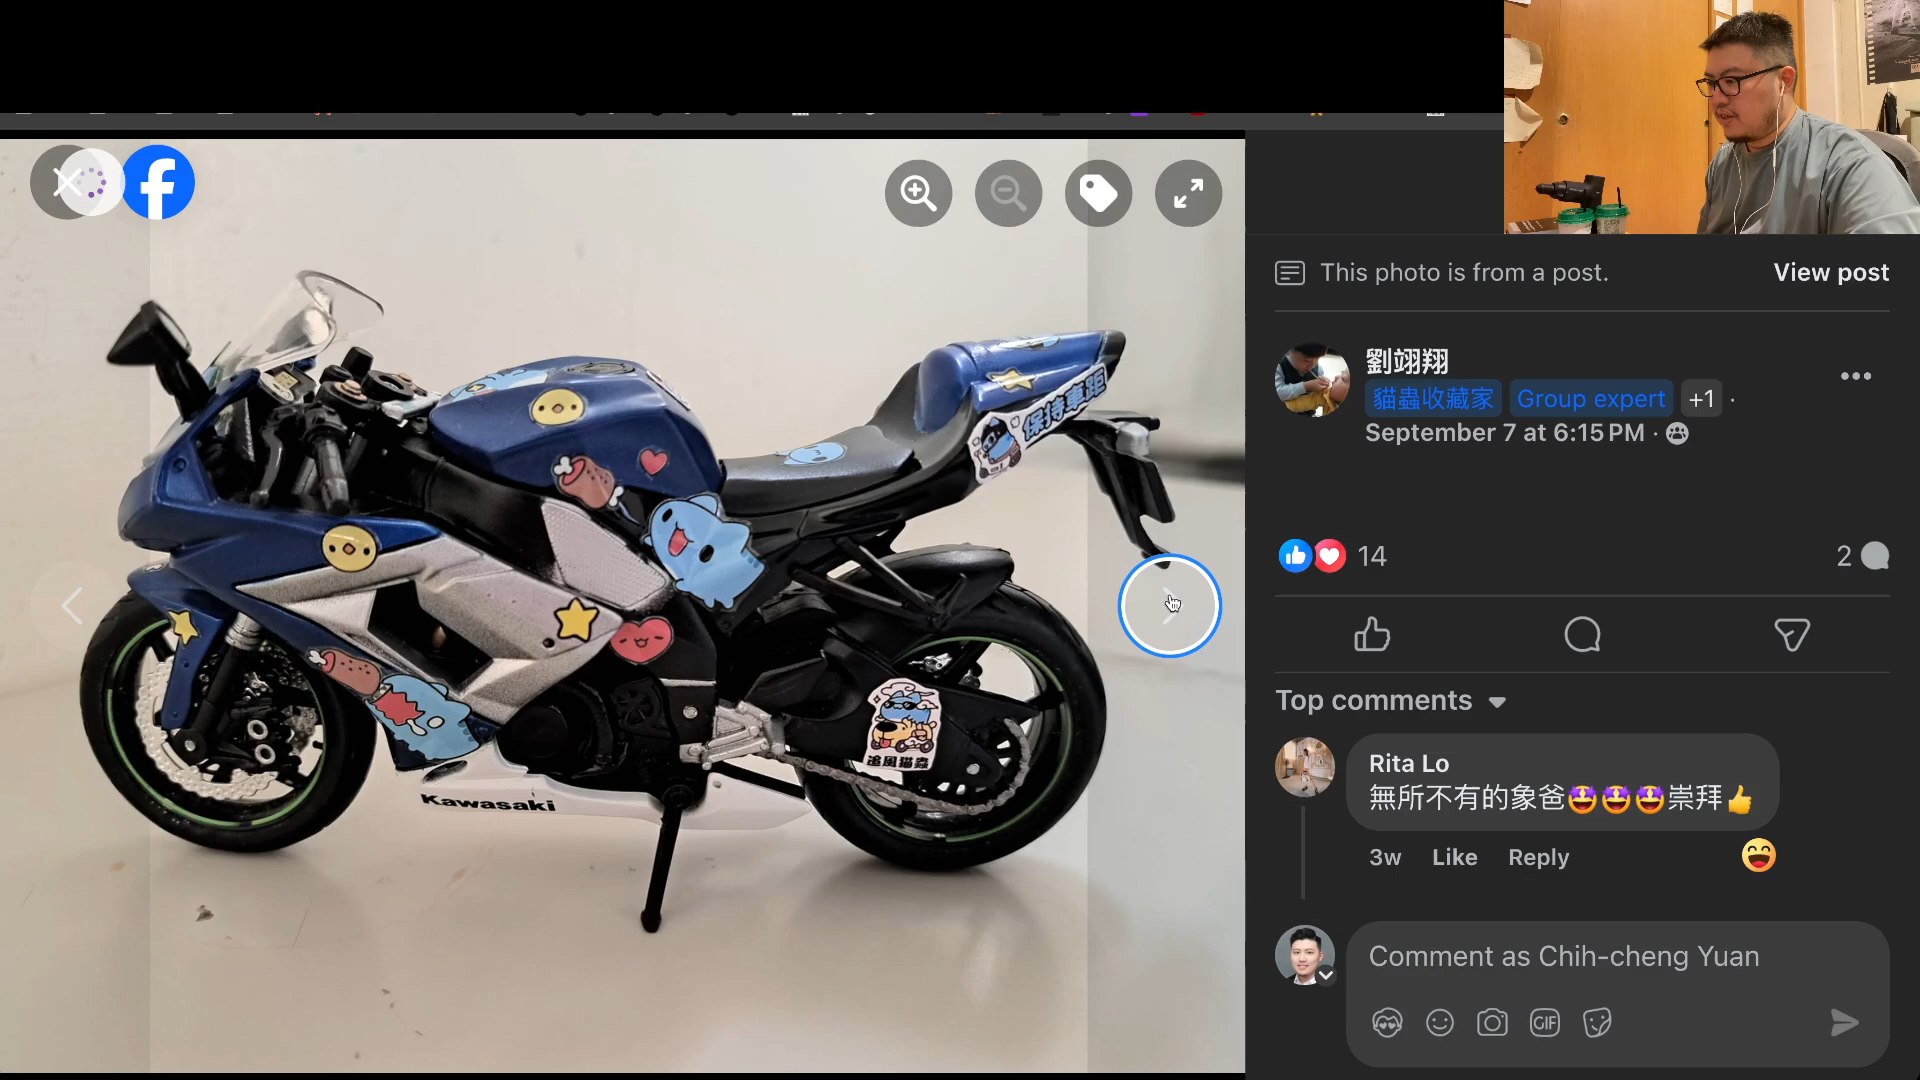 保持車距
追風猫蟲
Kawasaki
This photo is from a post.
View post
劉翊翔
貓蟲收藏家
Group expert
+1 ·
September 7 at 6:15 PM ·
14
2
Top comments
Rita Lo
無所不有的象爸🤩🤩🤩崇拜👍
3w
Like
Reply
Comment as Chih-cheng Yuan
GIF